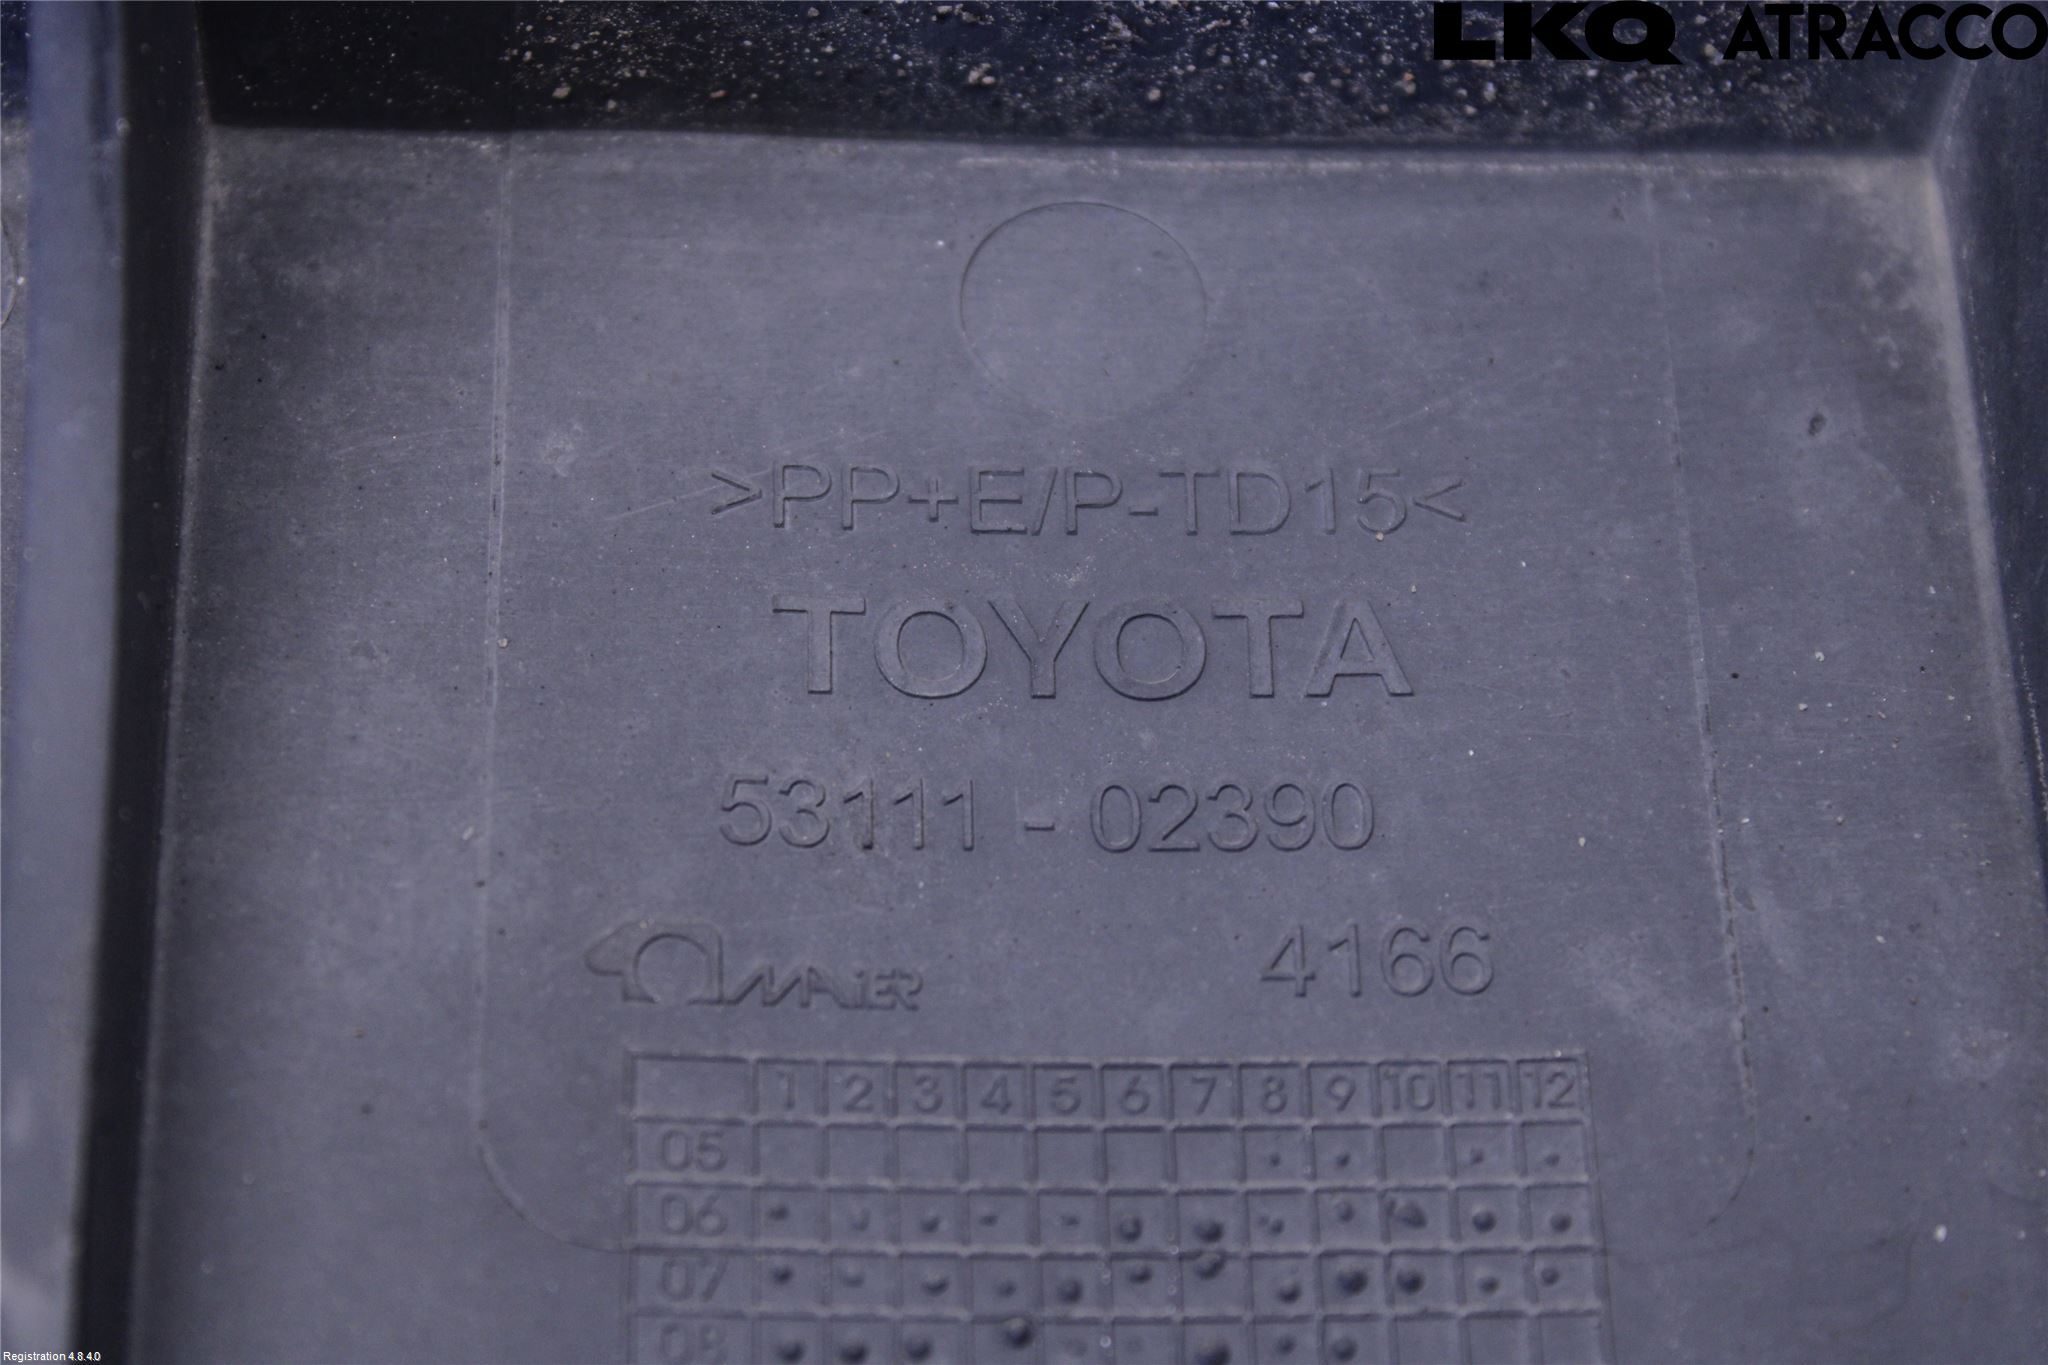 LKQ ATRACCO
>PP+E/P-TD15<
TOYOTA
53111 - 02390
MAIER 4166
1 2 3 4 5 6 7 8 9 10 11 12
05
06
07
08
Registration 4.8.4.0